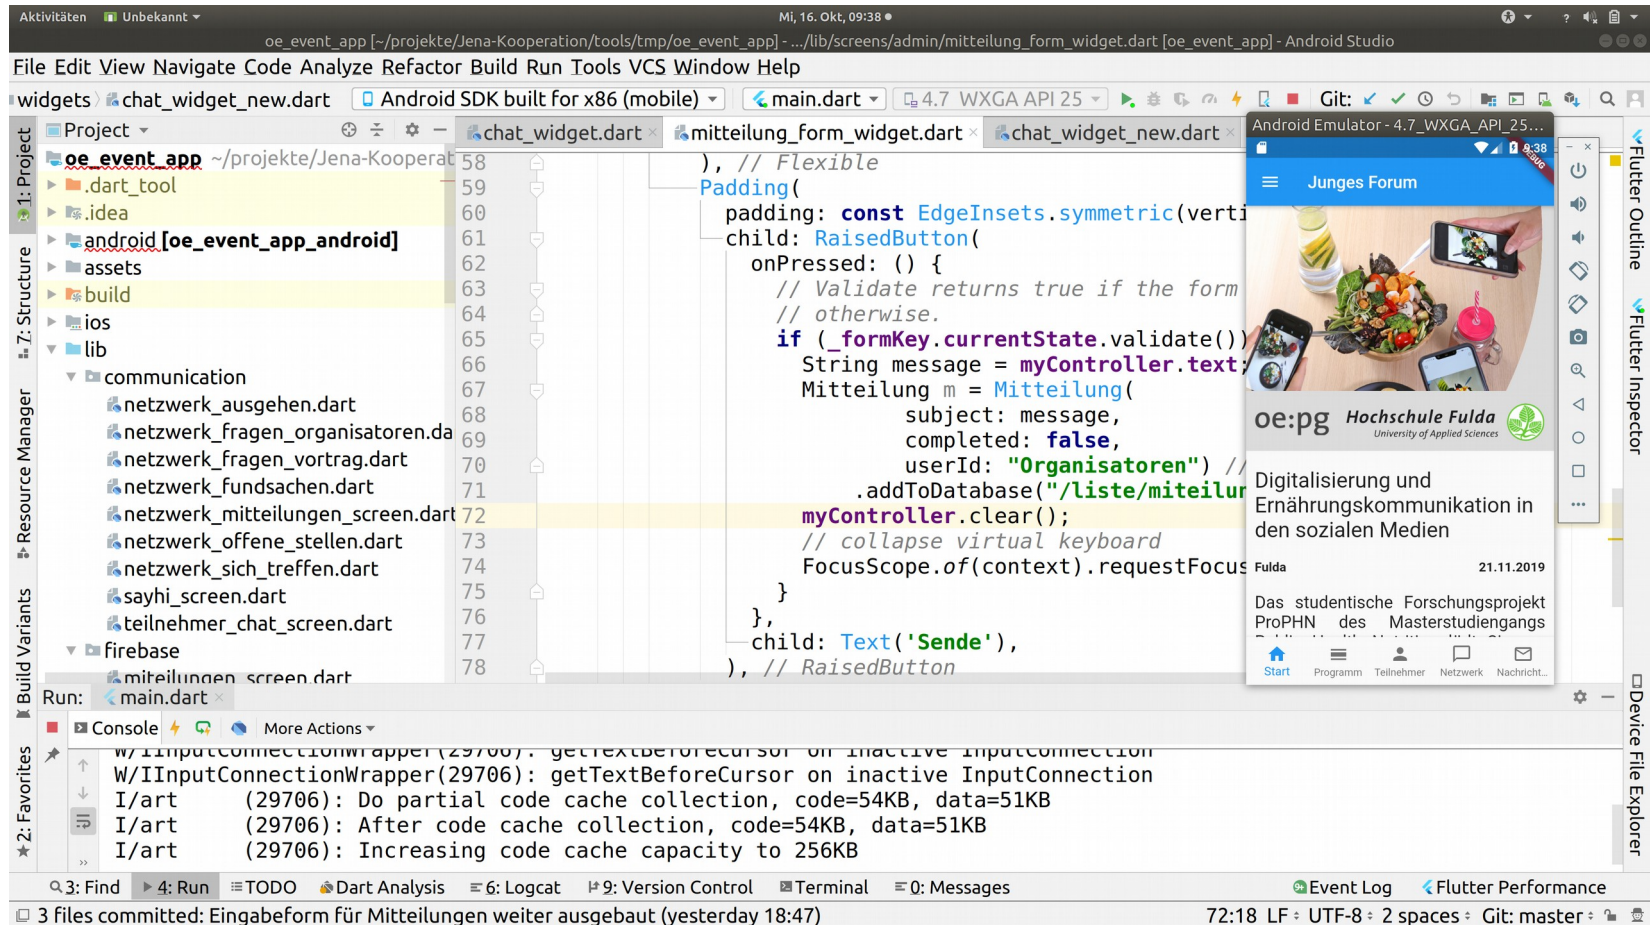 Aktivitäten Unbekannt Mi, 16. Okt, 09:38
oe_event_app [~/projekte/Jena-Kooperation/tools/tmp/oe_event_app] - .../lib/screens/admin/mitteilung_form_widget.dart [oe_event_app] - Android Studio
File Edit View Navigate Code Analyze Refactor Build Run Tools VCS Window Help
widgets chat_widget_new.dart Android SDK built for x86 (mobile) main.dart 4.7 WXGA API 25 Git:
1: Project
7: Structure
Resource Manager
Build Variants
2: Favorites
Project
oe_event_app ~/projekte/Jena-Kooperat
.dart_tool
.idea
android [oe_event_app_android]
assets
build
ios
lib
communication
netzwerk_ausgehen.dart
netzwerk_fragen_organisatoren.da
netzwerk_fragen_vortrag.dart
netzwerk_fundsachen.dart
netzwerk_mitteilungen_screen.dart
netzwerk_offene_stellen.dart
netzwerk_sich_treffen.dart
sayhi_screen.dart
teilnehmer_chat_screen.dart
firebase
miteilungen_screen.dart
chat_widget.dart mitteilung_form_widget.dart chat_widget_new.dart
58 ), // Flexible
59 Padding(
60 padding: const EdgeInsets.symmetric(verti
61 child: RaisedButton(
62 onPressed: () {
63 // Validate returns true if the form
64 // otherwise.
65 if (_formKey.currentState.validate())
66 String message = myController.text;
67 Mitteilung m = Mitteilung(
68 subject: message,
69 completed: false,
70 userId: "Organisatoren") //
71 .addToDatabase("/liste/miteilun
72 myController.clear();
73 // collapse virtual keyboard
74 FocusScope.of(context).requestFocus
75 }
76 },
77 child: Text('Sende'),
78 ), // RaisedButton
Android Emulator - 4.7_WXGA_API_25...
9:38
DEBUG
Junges Forum
oe:pg Hochschule Fulda
University of Applied Sciences
Digitalisierung und
Ernährungskommunikation in
den sozialen Medien
Fulda 21.11.2019
Das studentische Forschungsprojekt
ProPHN des Masterstudiengangs
Start Programm Teilnehmer Netzwerk Nachricht...
Flutter Outline
Flutter Inspector
Device File Explorer
Run: main.dart
Console More Actions
W/IInputConnectionWrapper(29706): getTextBeforeCursor on inactive InputConnection
W/IInputConnectionWrapper(29706): getTextBeforeCursor on inactive InputConnection
I/art (29706): Do partial code cache collection, code=54KB, data=51KB
I/art (29706): After code cache collection, code=54KB, data=51KB
I/art (29706): Increasing code cache capacity to 256KB
3: Find 4: Run TODO Dart Analysis 6: Logcat 9: Version Control Terminal 0: Messages Event Log Flutter Performance
3 files committed: Eingabeform für Mitteilungen weiter ausgebaut (yesterday 18:47) 72:18 LF UTF-8 2 spaces Git: master